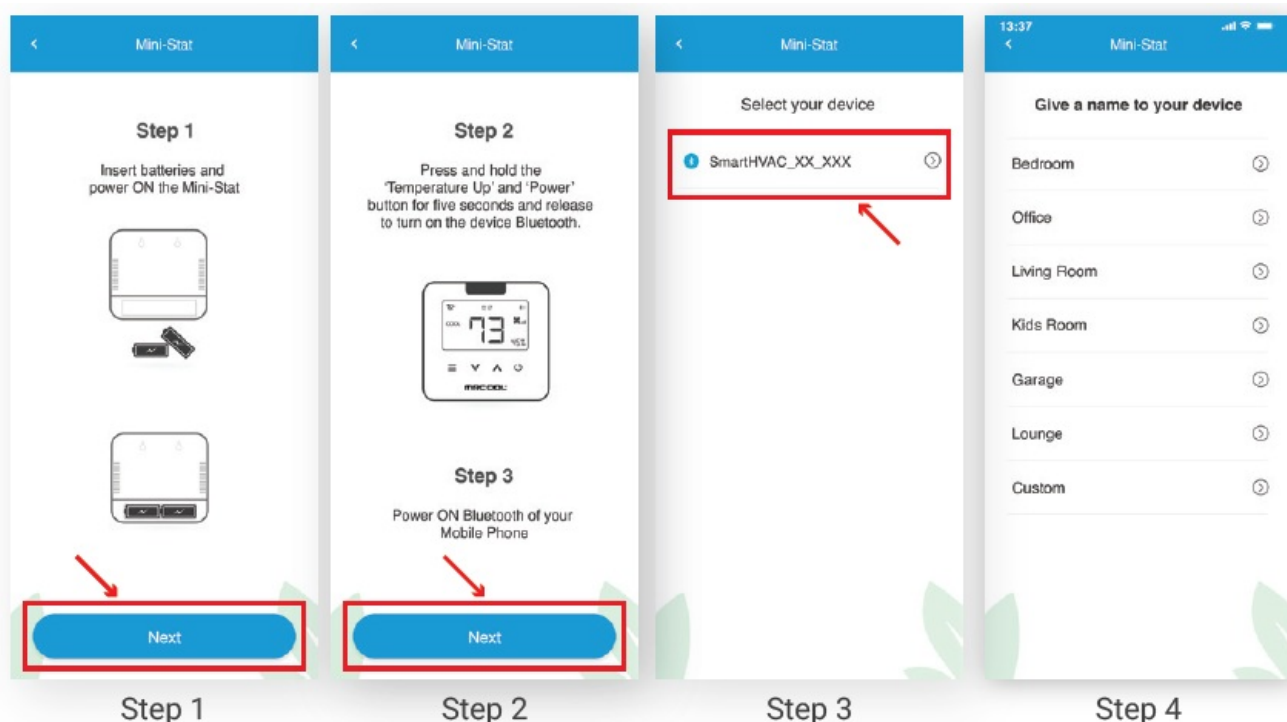 Mini-Stat
Step 1
Insert batteries and
power ON the Mini-Stat
Next
Step 1
Mini-Stat
Step 2
Press and hold the
'Temperature Up' and 'Power'
button for five seconds and release
to turn on the device Bluetooth.
COOL
73
45%
MRCOOL
Step 3
Power ON Bluetooth of your
Mobile Phone
Next
Step 2
Mini-Stat
Select your device
SmartHVAC_XX_XXX
Step 3
13:37
Mini-Stat
Give a name to your device
Bedroom
Office
Living Room
Kids Room
Garage
Lounge
Custom
Step 4